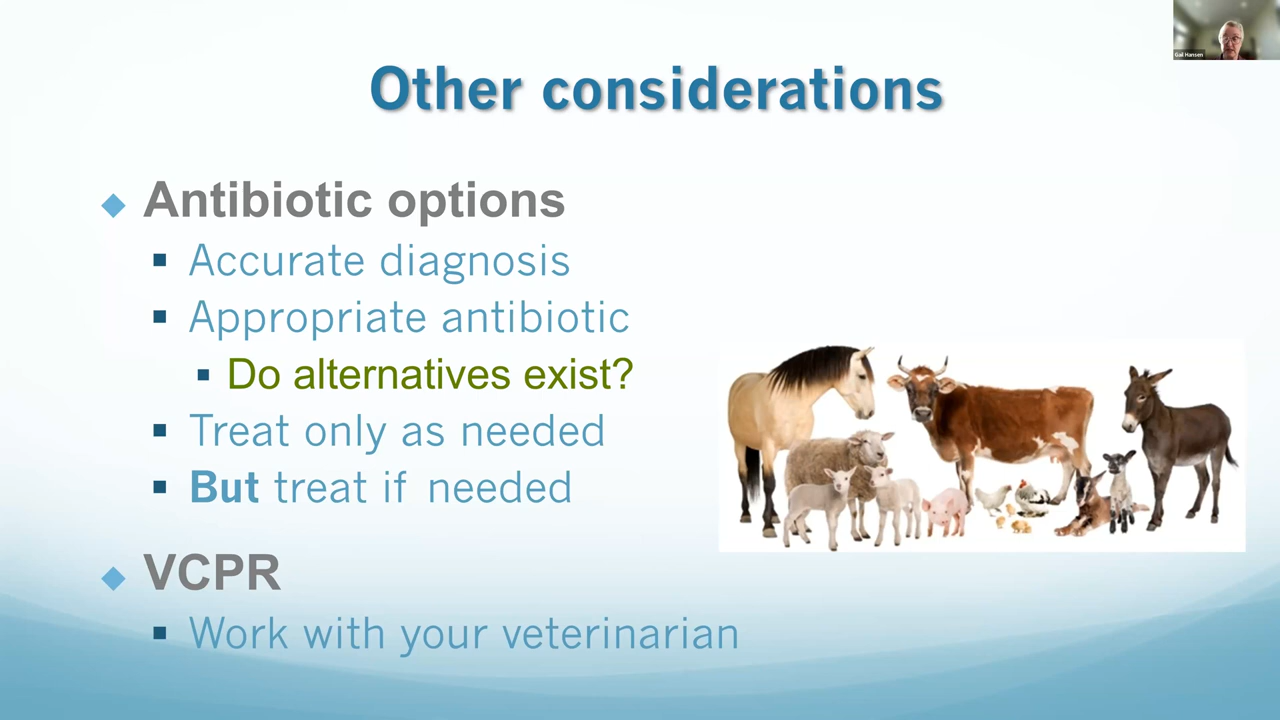 Gail Hansen
Other considerations
Antibiotic options
Accurate diagnosis
Appropriate antibiotic
Do alternatives exist?
Treat only as needed
But treat if needed
VCPR
Work with your veterinarian